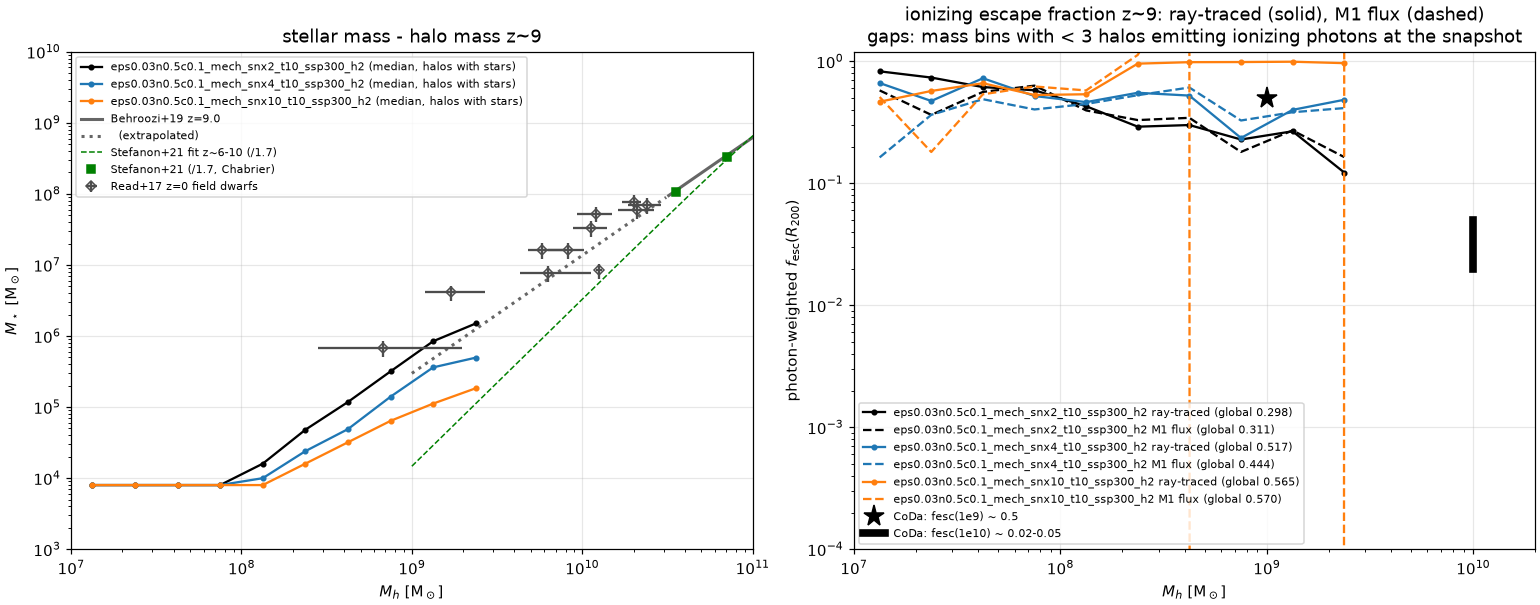 stellar mass - halo mass z~9
10¹⁰
10⁹
10⁸
10⁷
10⁶
10⁵
10⁴
10³
M⋆ [M⊙]
eps0.03n0.5c0.1_mech_snx2_t10_ssp300_h2 (median, halos with stars)
eps0.03n0.5c0.1_mech_snx4_t10_ssp300_h2 (median, halos with stars)
eps0.03n0.5c0.1_mech_snx10_t10_ssp300_h2 (median, halos with stars)
Behroozi+19 z=9.0
(extrapolated)
Stefanon+21 fit z~6-10 (/1.7)
Stefanon+21 (/1.7, Chabrier)
Read+17 z=0 field dwarfs
10⁷ 10⁸ 10⁹ 10¹⁰ 10¹¹
Mₕ [M⊙]
ionizing escape fraction z~9: ray-traced (solid), M1 flux (dashed)
gaps: mass bins with < 3 halos emitting ionizing photons at the snapshot
10⁰
10⁻¹
10⁻²
10⁻³
10⁻⁴
photon-weighted f_esc(R₂₀₀)
eps0.03n0.5c0.1_mech_snx2_t10_ssp300_h2 ray-traced (global 0.298)
eps0.03n0.5c0.1_mech_snx2_t10_ssp300_h2 M1 flux (global 0.311)
eps0.03n0.5c0.1_mech_snx4_t10_ssp300_h2 ray-traced (global 0.517)
eps0.03n0.5c0.1_mech_snx4_t10_ssp300_h2 M1 flux (global 0.444)
eps0.03n0.5c0.1_mech_snx10_t10_ssp300_h2 ray-traced (global 0.565)
eps0.03n0.5c0.1_mech_snx10_t10_ssp300_h2 M1 flux (global 0.570)
CoDa: fesc(1e9) ~ 0.5
CoDa: fesc(1e10) ~ 0.02-0.05
10⁷ 10⁸ 10⁹ 10¹⁰
Mₕ [M⊙]